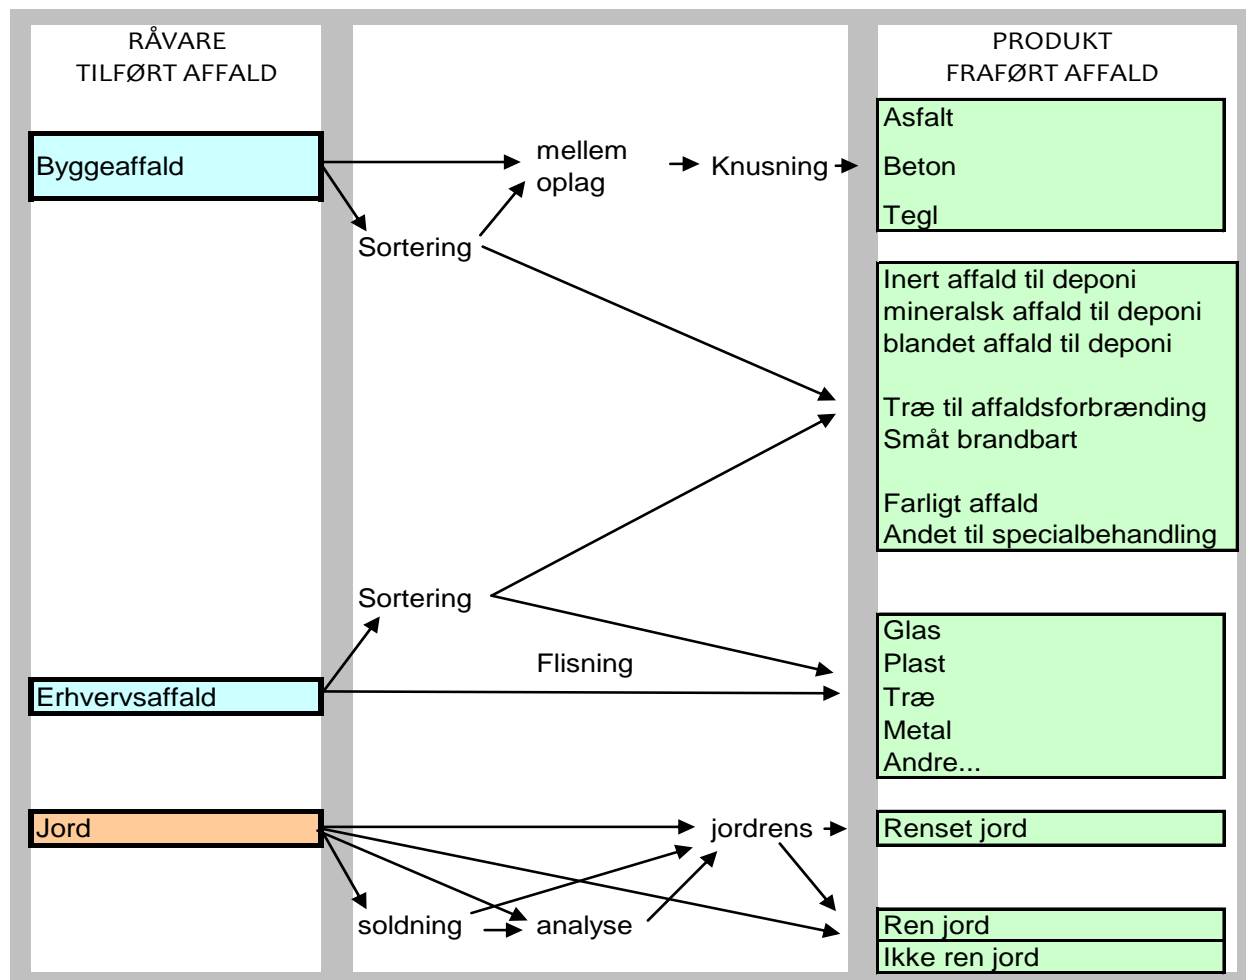 RÅVARE
TILFØRT AFFALD
PRODUKT
FRAFØRT AFFALD
Byggeaffald
mellem
oplag
Knusning
Sortering
Asfalt
Beton
Tegl
Inert affald til deponi
mineralsk affald til deponi
blandet affald til deponi
Træ til affaldsforbrænding
Småt brandbart
Farligt affald
Andet til specialbehandling
Sortering
Flisning
Erhvervsaffald
Glas
Plast
Træ
Metal
Andre...
Jord
jordrens
Renset jord
soldning
analyse
Ren jord
Ikke ren jord